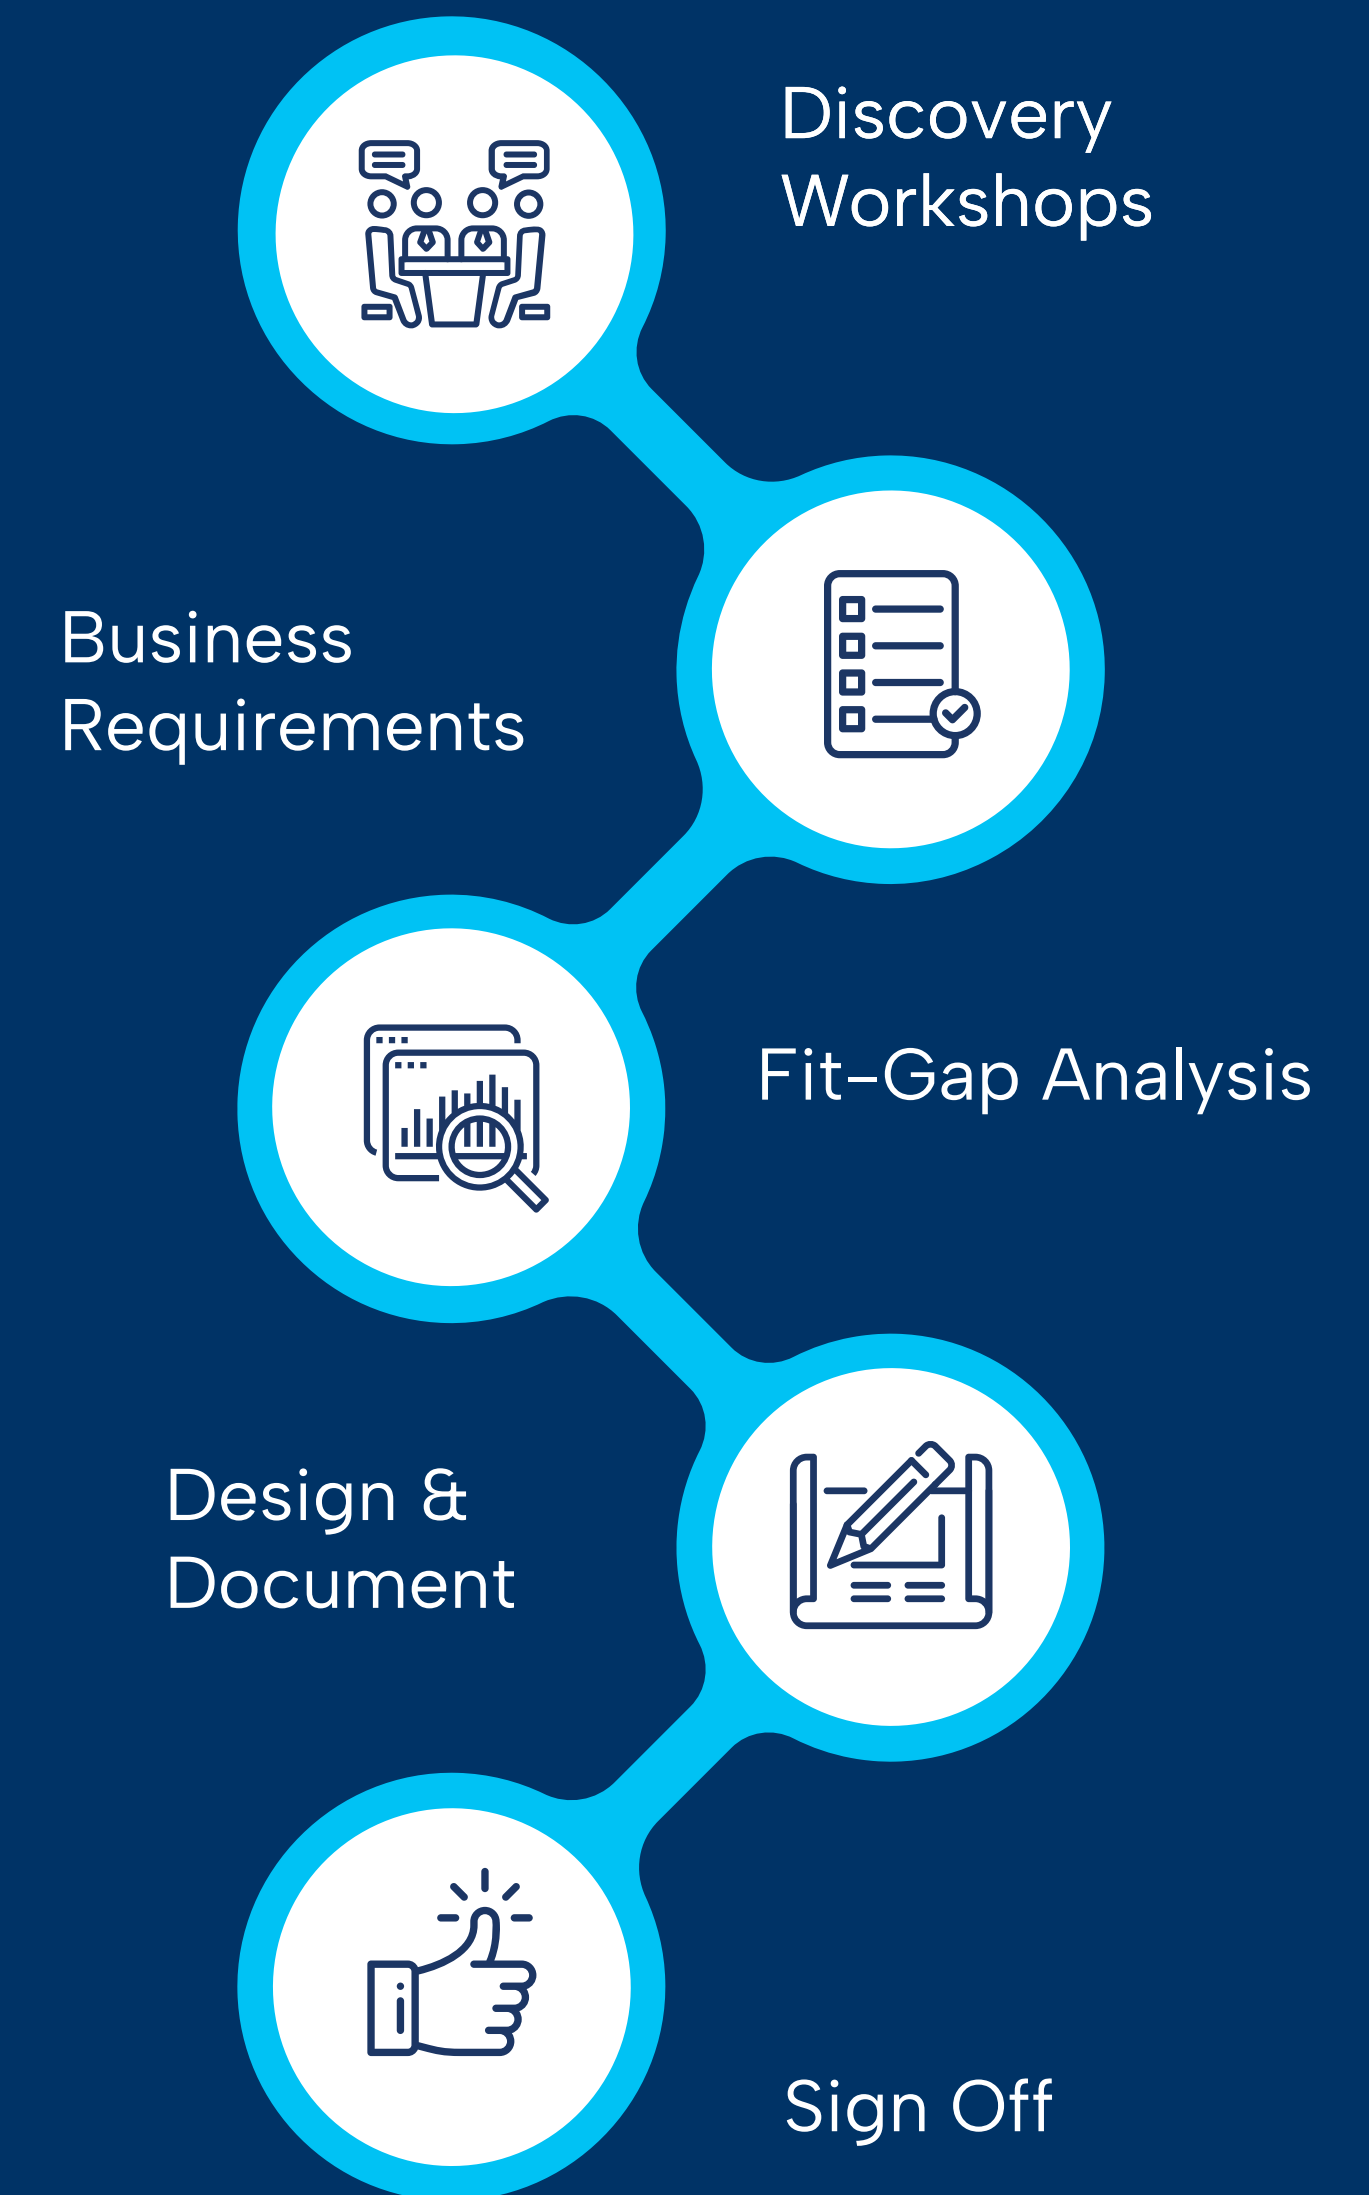 Discovery
Workshops
Business
Requirements
Fit-Gap Analysis
Design &
Document
Sign Off